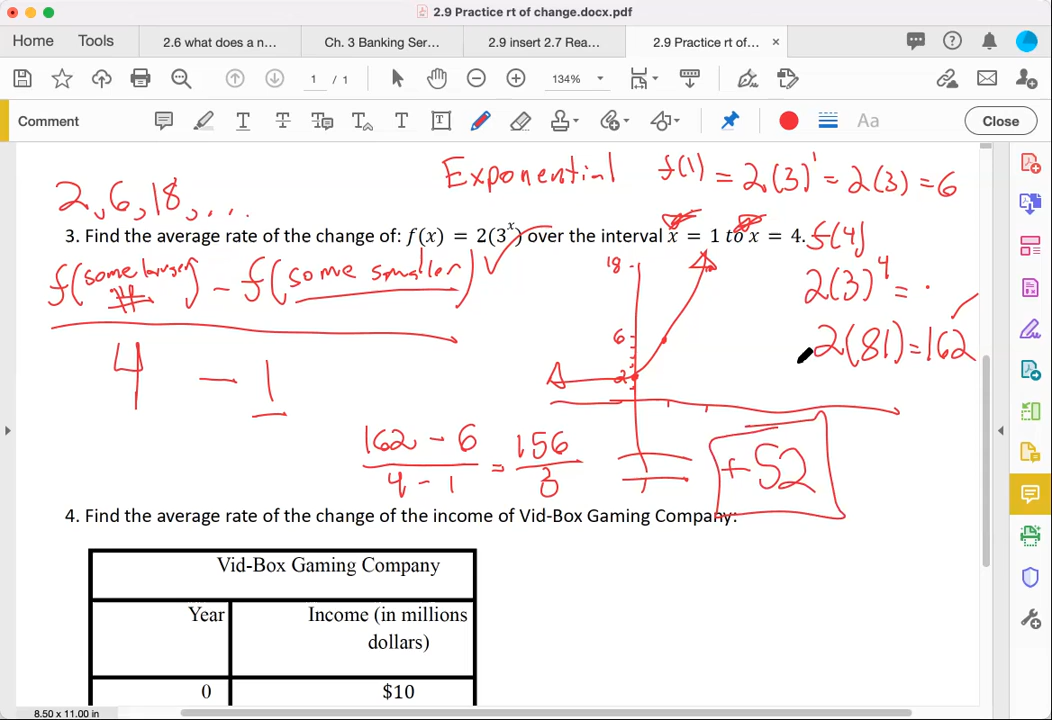 2.9 Practice rt of change.docx.pdf
Home Tools 2.6 what does a n... Ch. 3 Banking Ser... 2.9 insert 2.7 Rea... 2.9 Practice rt of... ×
1 / 1 134%
Comment Aa Close
Exponential f(1) = 2(3)¹ = 2(3) = 6
2, 6, 18, ...
3. Find the average rate of the change of: f(x) = 2(3ˣ) over the interval x = 1 to x = 4. f(4)
f(some larger #) − f(some smaller)
18
2(3)⁴ =
6
2(81) = 162
2
4 − 1
162 − 6 = 156 = +52
4 − 1 3
4. Find the average rate of the change of the income of Vid-Box Gaming Company:
Vid-Box Gaming Company
Year Income (in millions
dollars)
0 $10
8.50 x 11.00 in